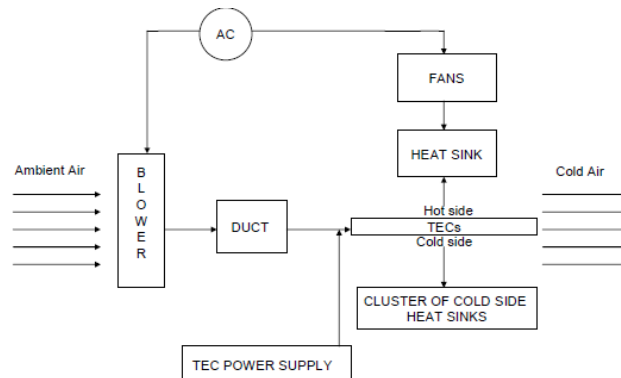 AC
FANS
Ambient Air
BLOWER
HEAT SINK
Cold Air
DUCT
Hot side
TECs
Cold side
CLUSTER OF COLD SIDE
HEAT SINKS
TEC POWER SUPPLY